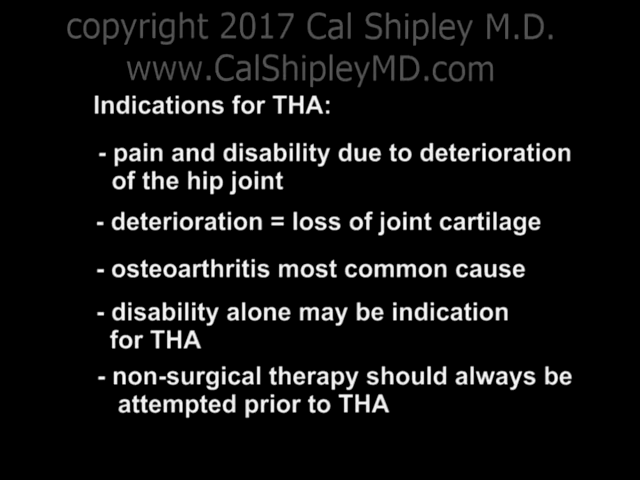 copyright 2017 Cal Shipley M.D.
www.CalShipleyMD.com
Indications for THA:
- pain and disability due to deterioration
of the hip joint
- deterioration = loss of joint cartilage
- osteoarthritis most common cause
- disability alone may be indication
for THA
- non-surgical therapy should always be
attempted prior to THA